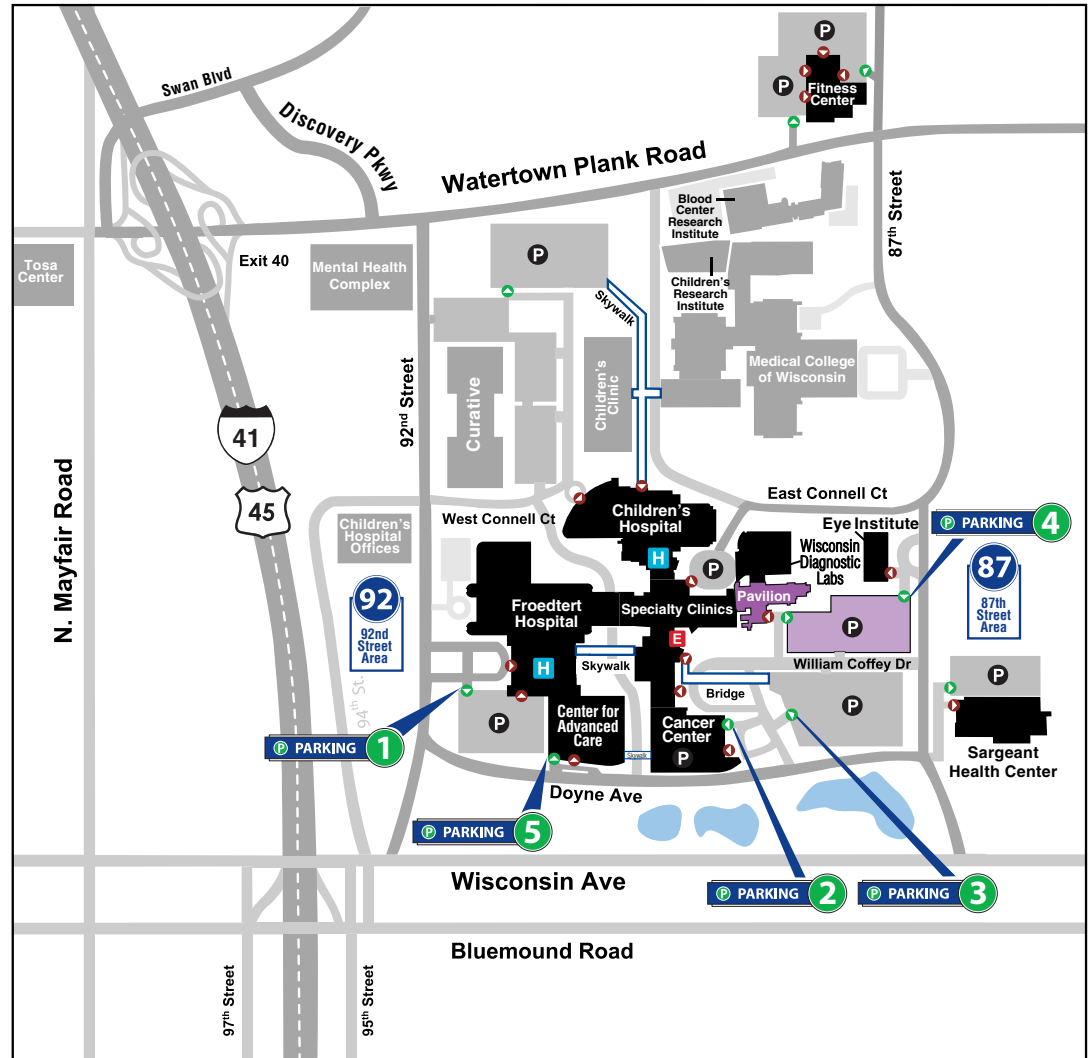 P
Swan Blvd
P
Fitness
Center
Discovery Pkwy
Watertown Plank Road
87th Street
Blood
Center
Research
Institute
P
Tosa
Center
Exit 40
Mental Health
Complex
Children's
Research
Institute
Skywalk
Medical College
of Wisconsin
Children's
Clinic
Curative
92nd Street
41
45
N. Mayfair Road
East Connell Ct
West Connell Ct
Children's
Hospital
Eye Institute
P PARKING 4
Children's
Hospital
Offices
H
Wisconsin
Diagnostic
Labs
P
87
87th
Street
Area
92
92nd
Street
Area
Froedtert
Hospital
Specialty Clinics
Pavilion
P
E
H
Skywalk
William Coffey Dr
Bridge
P
94th St.
P
Center for
Advanced
Care
Cancer
Center
P
P
Skywalk
P PARKING 1
Sargeant
Health Center
Doyne Ave
P PARKING 5
Wisconsin Ave
P PARKING 2
P PARKING 3
Bluemound Road
97th Street
95th Street